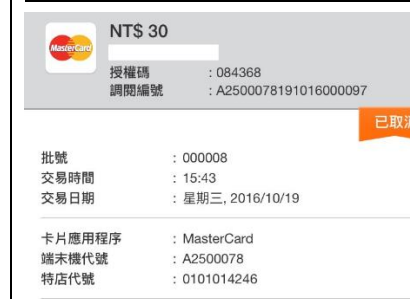 MasterCard
NT$ 30
授權碼 : 084368
調閱編號 : A2500078191016000097
已取消
批號 : 000008
交易時間 : 15:43
交易日期 : 星期三, 2016/10/19
卡片應用程序 : MasterCard
端末機代號 : A2500078
特店代號 : 0101014246